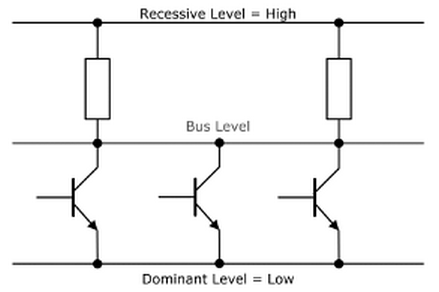 Recessive Level = High
Bus Level
Dominant Level = Low